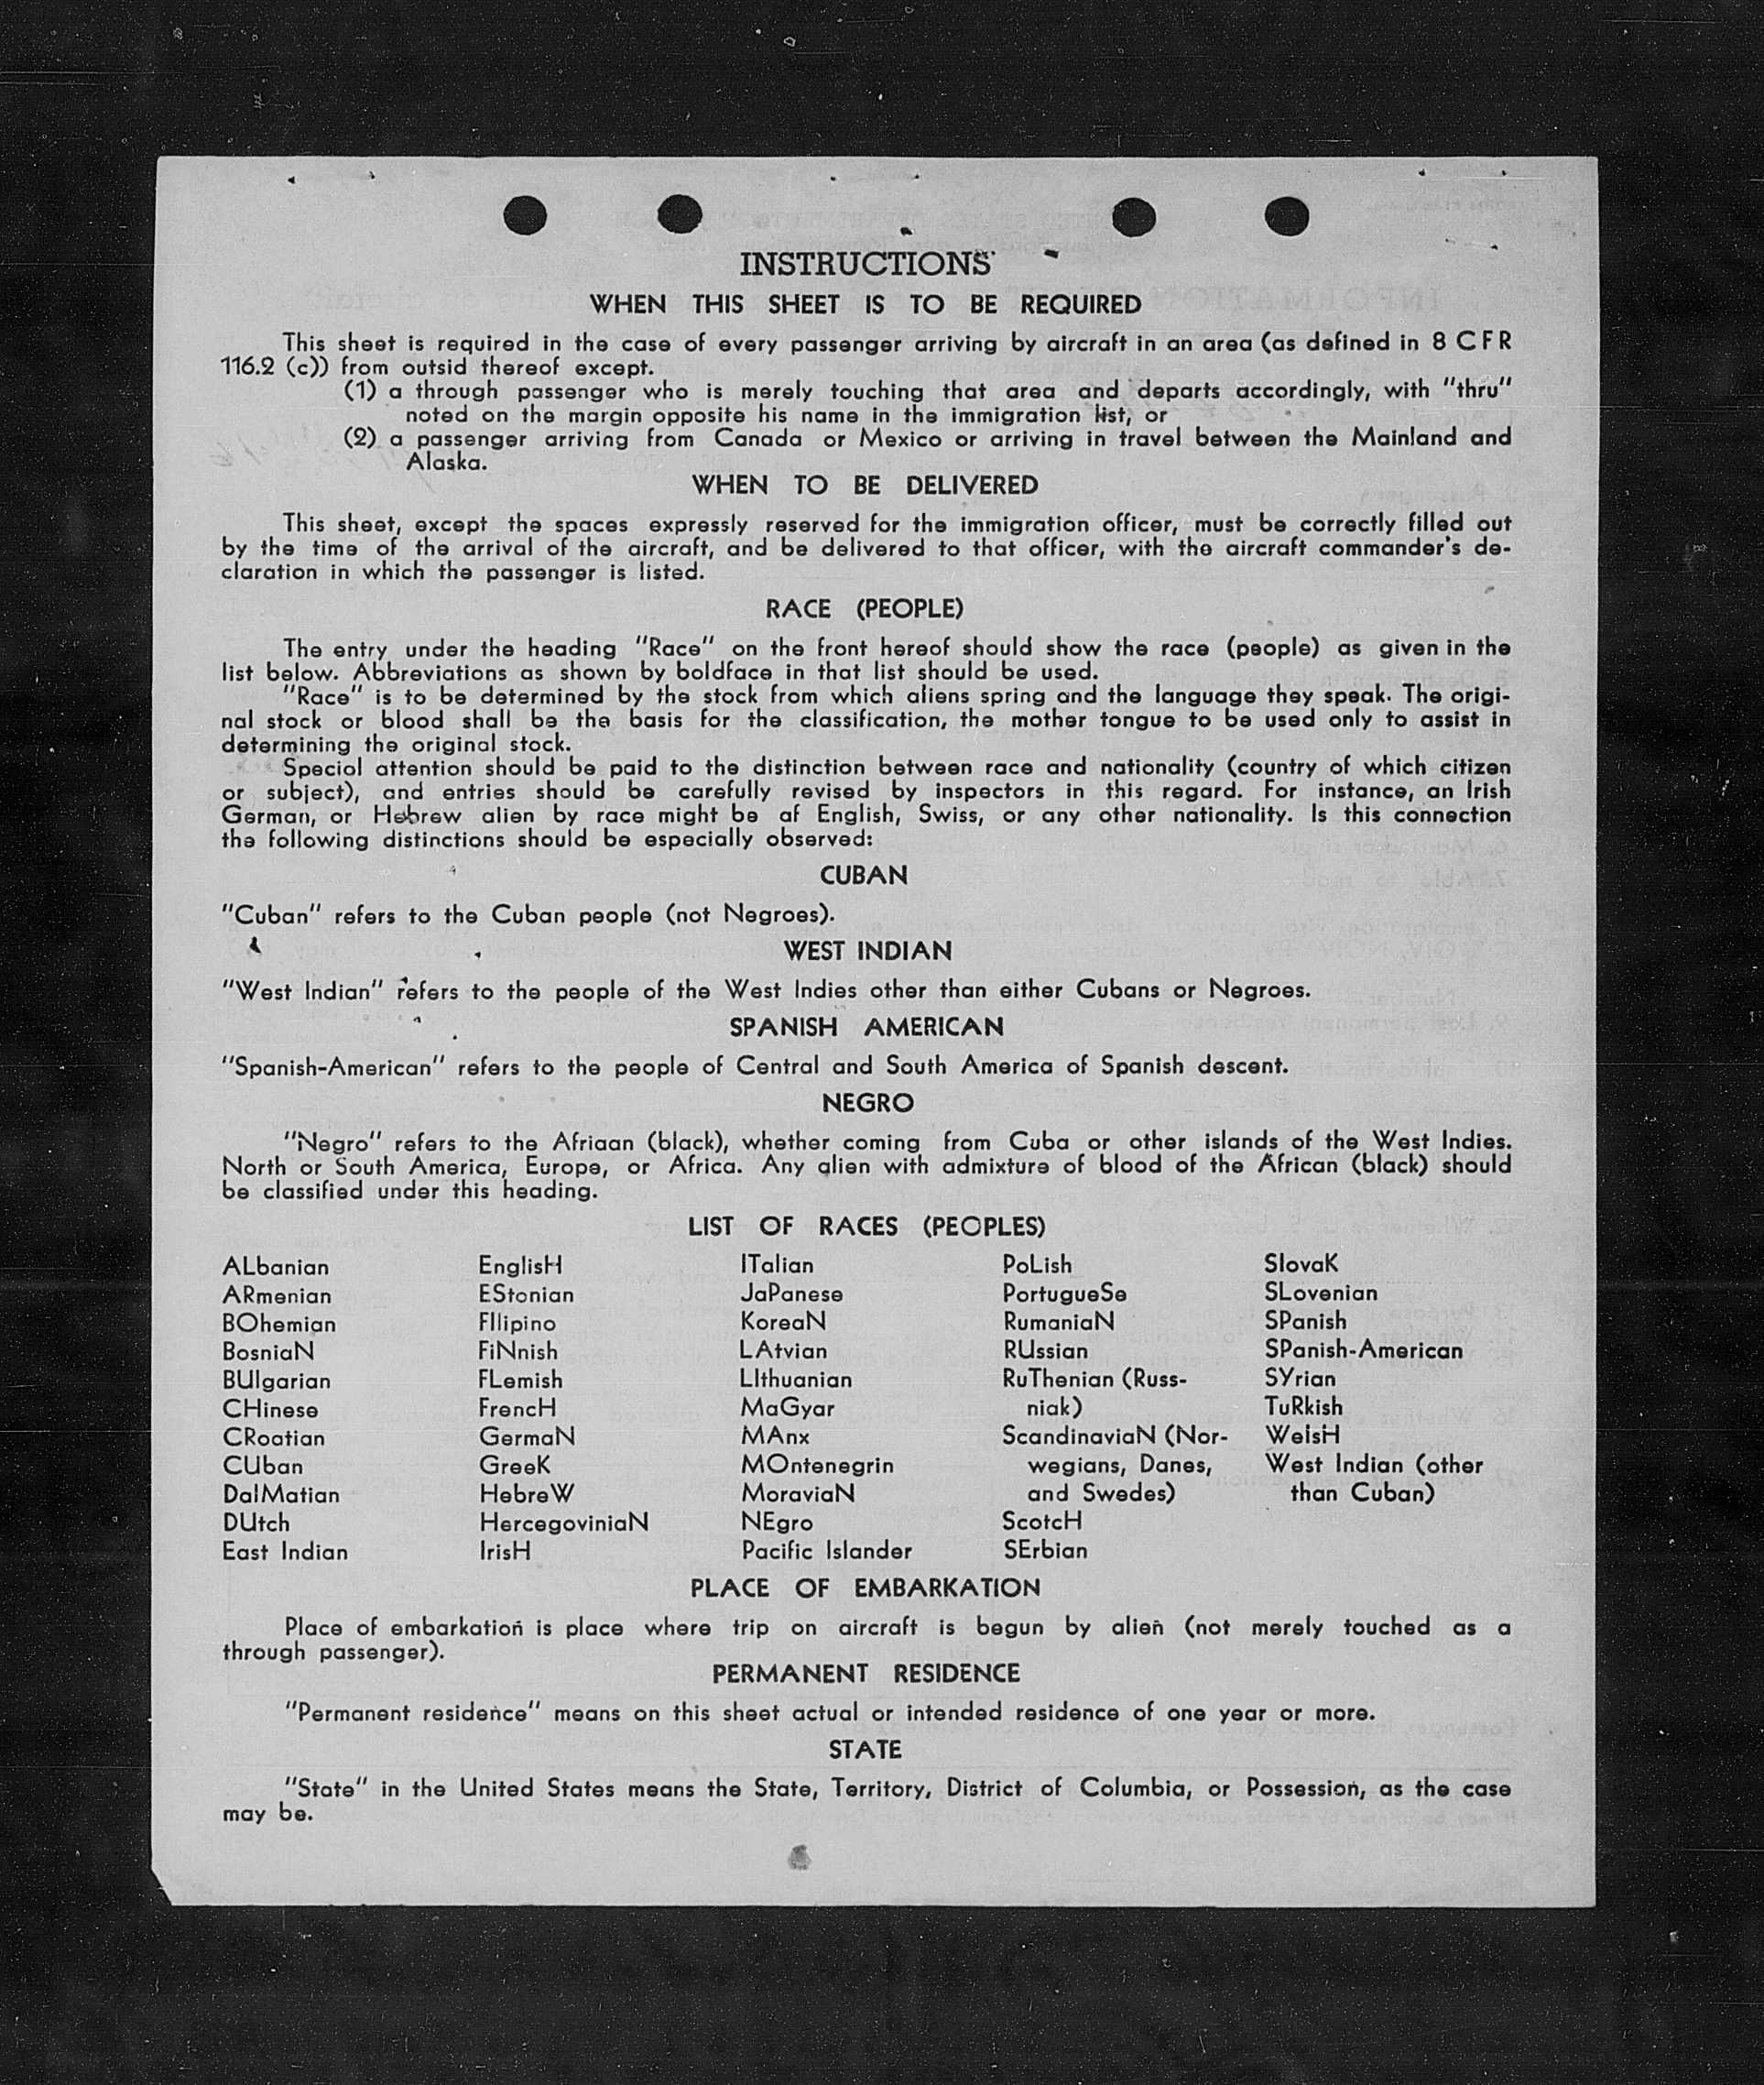 INSTRUCTIONS
WHEN THIS SHEET IS TO BE REQUIRED
This sheet is required in the case of every passenger arriving by aircraft in an area (as defined in 8 CFR
116.2 (c)) from outsid thereof except.
(1) a through passenger who is merely touching that area and departs accordingly, with "thru"
noted on the margin opposite his name in the immigration list, or
(2) a passenger arriving from Canada or Mexico or arriving in travel between the Mainland and
Alaska.
WHEN TO BE DELIVERED
This sheet, except the spaces expressly reserved for the immigration officer, must be correctly filled out
by the time of the arrival of the aircraft, and be delivered to that officer, with the aircraft commander's de-
claration in which the passenger is listed.
RACE (PEOPLE)
The entry under the heading "Race" on the front hereof should show the race (people) as given in the
list below. Abbreviations as shown by boldface in that list should be used.
"Race" is to be determined by the stock from which aliens spring and the language they speak. The origi-
nal stock or blood shall be the basis for the classification, the mother tongue to be used only to assist in
determining the original stock.
Speciol attention should be paid to the distinction between race and nationality (country of which citizen
or subject), and entries should be carefully revised by inspectors in this regard. For instance, an Irish
German, or Hebrew alien by race might be af English, Swiss, or any other nationality. Is this connection
the following distinctions should be especially observed:
CUBAN
"Cuban" refers to the Cuban people (not Negroes).
WEST INDIAN
"West Indian" refers to the people of the West Indies other than either Cubans or Negroes.
SPANISH AMERICAN
"Spanish-American" refers to the people of Central and South America of Spanish descent.
NEGRO
"Negro" refers to the Afriaan (black), whether coming from Cuba or other islands of the West Indies.
North or South America, Europe, or Africa. Any alien with admixture of blood of the African (black) should
be classified under this heading.
LIST OF RACES (PEOPLES)
ALbanian
ARmenian
BOhemian
BosniaN
BUlgarian
CHinese
CRoatian
CUban
DalMatian
DUtch
East Indian
EnglisH
EStonian
FIlipino
FiNnish
FLemish
FrencH
GermaN
GreeK
HebreW
HercegoviniaN
IrisH
ITalian
JaPanese
KoreaN
LAtvian
LIthuanian
MaGyar
MAnx
MOntenegrin
MoraviaN
NEgro
Pacific Islander
PoLish
PortugueSe
RumaniaN
RUssian
RuThenian (Russ-
niak)
ScandinaviaN (Nor-
wegians, Danes,
and Swedes)
ScotcH
SErbian
SlovaK
SLovenian
SPanish
SPanish-American
SYrian
TuRkish
WelsH
West Indian (other
than Cuban)
PLACE OF EMBARKATION
Place of embarkation is place where trip on aircraft is begun by alien (not merely touched as a
through passenger).
PERMANENT RESIDENCE
"Permanent residence" means on this sheet actual or intended residence of one year or more.
STATE
"State" in the United States means the State, Territory, District of Columbia, or Possession, as the case
may be.